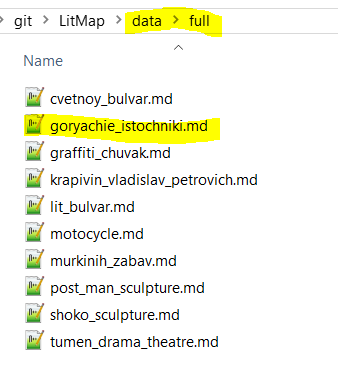 git > LitMap > data > full
Name
cvetnoy_bulvar.md
goryachie_istochniki.md
graffiti_chuvak.md
krapivin_vladislav_petrovich.md
lit_bulvar.md
motocycle.md
murkinih_zabav.md
post_man_sculpture.md
shoko_sculpture.md
tumen_drama_theatre.md